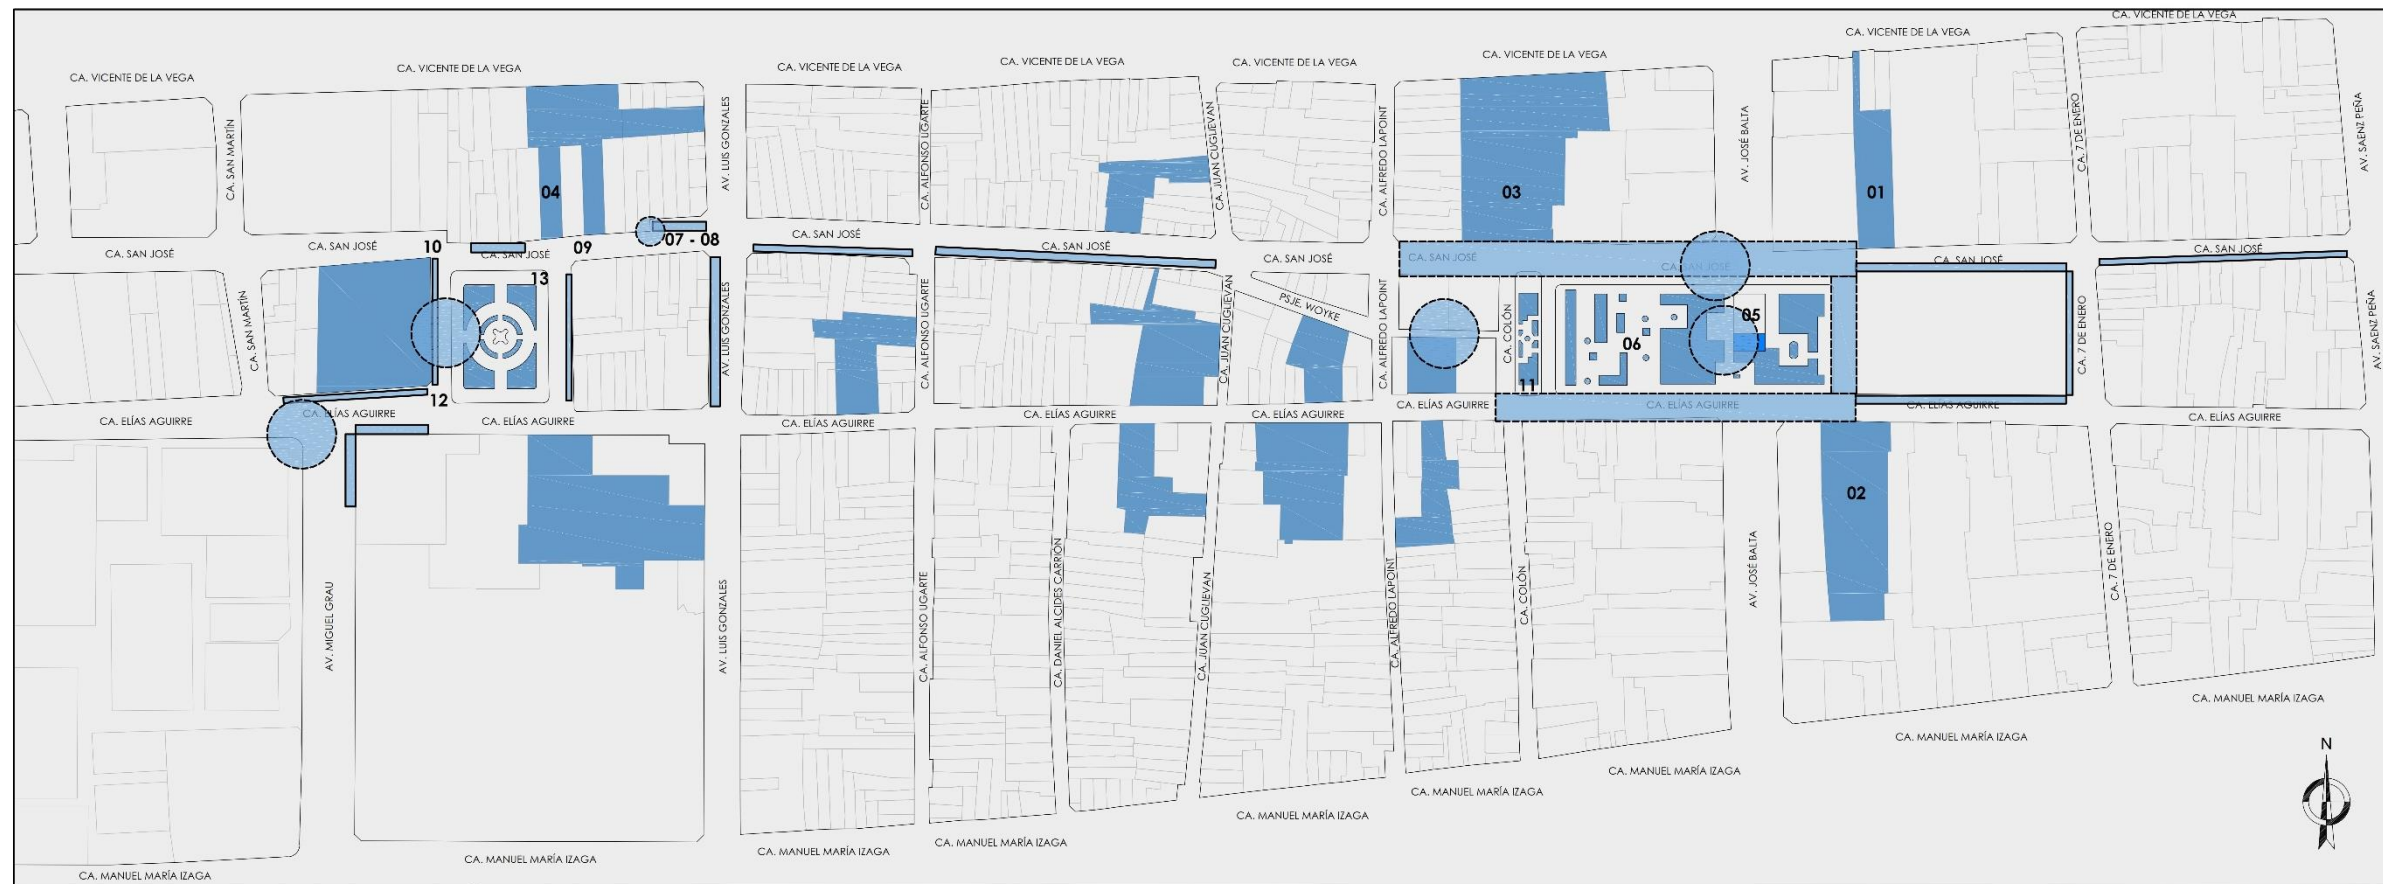 CA. VICENTE DE LA VEGA
CA. VICENTE DE LA VEGA
CA. VICENTE DE LA VEGA
CA. VICENTE DE LA VEGA
CA. VICENTE DE LA VEGA
CA. VICENTE DE LA VEGA
CA. VICENTE DE LA VEGA
CA. VICENTE DE LA VEGA
CA. SAN MARTÍN
AV. LUIS GONZALES
CA. ALFONSO UGARTE
CA. JUAN CUGLIEVAN
CA. ALFREDO LAPOINT
AV. JOSÉ BALTA
CA. 7 DE ENERO
AV. SAENZ PEÑA
04
03
01
CA. SAN JOSÉ
CA. SAN JOSÉ
10
09
07 - 08
CA. SAN JOSÉ
CA. SAN JOSÉ
CA. SAN JOSÉ
CA. SAN JOSÉ
CA. SAN JOSÉ
CA. SAN JOSÉ
CA. SAN JOSÉ
CA. SAN JOSÉ
13
CA. SAN MARTÍN
AV. LUIS GONZALES
CA. ALFONSO UGARTE
CA. JUAN CUGLIEVAN
PSJE. WOYKE
CA. ALFREDO LAPOINT
CA. COLÓN
05
06
CA. 7 DE ENERO
AV. SAENZ PEÑA
11
12
CA. ELÍAS AGUIRRE
CA. ELÍAS AGUIRRE
CA. ELÍAS AGUIRRE
CA. ELÍAS AGUIRRE
CA. ELÍAS AGUIRRE
CA. ELÍAS AGUIRRE
CA. ELÍAS AGUIRRE
CA. ELÍAS AGUIRRE
CA. ELÍAS AGUIRRE
CA. ELÍAS AGUIRRE
02
AV. MIGUEL GRAU
AV. LUIS GONZALES
CA. ALFONSO UGARTE
CA. DANIEL ALCIDES CARRIÓN
CA. JUAN CUGLIEVAN
CA. ALFREDO LAPOINT
CA. COLÓN
AV. JOSÉ BALTA
CA. 7 DE ENERO
CA. MANUEL MARÍA IZAGA
CA. MANUEL MARÍA IZAGA
CA. MANUEL MARÍA IZAGA
CA. MANUEL MARÍA IZAGA
CA. MANUEL MARÍA IZAGA
CA. MANUEL MARÍA IZAGA
CA. MANUEL MARÍA IZAGA
CA. MANUEL MARÍA IZAGA
CA. MANUEL MARÍA IZAGA
N